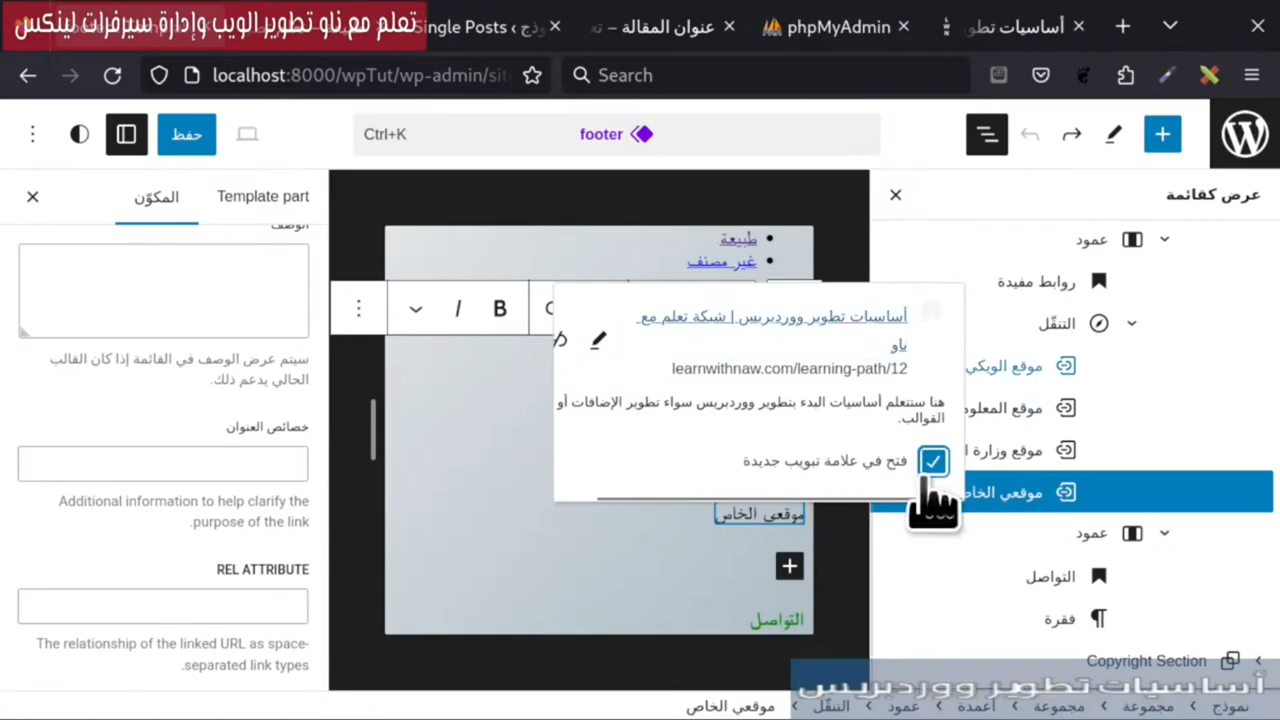 تعلم مع ناو تطوير الويب وإدارة سيرفرات لينكس
Single Posts ‹ نموذج
عنوان المقالة –
phpMyAdmin
أساسيات تطوير
localhost:8000/wpTut/wp-admin/sit
Search
حفظ
Ctrl+K
footer
المكوّن
Template part
عرض كقائمة
الوصف
سيتم عرض الوصف في القائمة إذا كان القالب
الحالي يدعم ذلك.
خصائص العنوان
Additional information to help clarify the
purpose of the link.
REL ATTRIBUTE
The relationship of the linked URL as space-
separated link types.
طبيعة
غير مصنف
I B
أساسيات تطوير ووردبريس | شبكة تعلم مع
ناو
learnwithnaw.com/learning-path/12
هنا ستتعلم أساسيات البدء بتطوير ووردبريس سواء تطوير الإضافات أو
القوالب.
فتح في علامة تبويب جديدة
موقعي الخاص
التواصل
عمود
روابط مفيدة
التنقّل
موقع الويكي
موقع المعلو
موقع وزارة ا
موقعي الخاص
عمود
التواصل
فقرة
Copyright Section
أساسيات تطوير ووردبريس
نموذج
مجموعة
مجموعة
أعمدة
عمود
التنقّل
موقعي الخاص